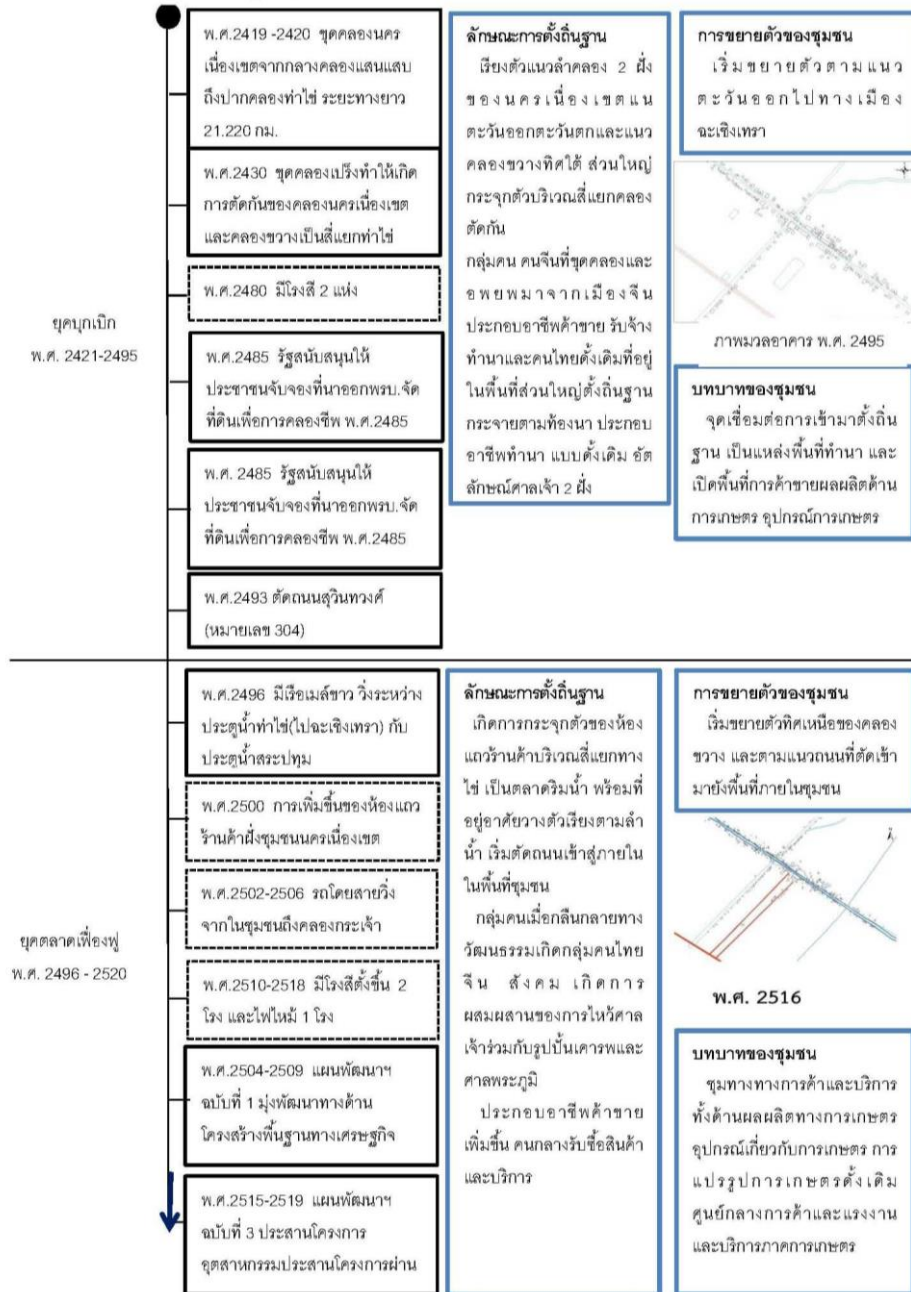 ยุคบุกเบิก
พ.ศ. 2421-2495
พ.ศ.2419 -2420 ขุดคลองนคร
เนื่องเขตจากกลางคลองแสนแสบ
ถึงปากคลองท่าไข่ ระยะทางยาว
21.220 กม.
พ.ศ.2430 ขุดคลองเปร็งทำให้เกิด
การตัดกันของคลองนครเนื่องเขต
และคลองขวางเป็นสี่แยกท่าไข่
พ.ศ.2480 มีโรงสี 2 แห่ง
พ.ศ.2485 รัฐสนับสนุนให้
ประชาชนจับจองที่นาออกพรบ.จัด
ที่ดินเพื่อการคลองชีพ พ.ศ.2485
พ.ศ. 2485 รัฐสนับสนุนให้
ประชาชนจับจองที่นาออกพรบ.จัด
ที่ดินเพื่อการคลองชีพ พ.ศ.2485
พ.ศ.2493 ตัดถนนสุวินทวงศ์
(หมายเลข 304)
ลักษณะการตั้งถิ่นฐาน
เรียงตัวแนวลำคลอง 2 ฝั่ง
ของนครเนื่องเขตแน
ตะวันออกตะวันตกและแนว
คลองขวางทิศใต้ ส่วนใหญ่
กระจุกตัวบริเวณสี่แยกคลอง
ตัดกัน
กลุ่มคน คนจีนที่ขุดคลองและ
อพยพมาจากเมืองจีน
ประกอบอาชีพค้าขาย รับจ้าง
ทำนาและคนไทยดั้งเดิมที่อยู่
ในพื้นที่ส่วนใหญ่ตั้งถิ่นฐาน
กระจายตามท้องนา ประกอบ
อาชีพทำนา แบบดั้งเดิม อัต
ลักษณ์ศาลเจ้า 2 ฝั่ง
การขยายตัวของชุมชน
เริ่มขยายตัวตามแนว
ตะวันออกไปทางเมือง
ฉะเชิงเทรา
ภาพมวลอาคาร พ.ศ. 2495
บทบาทของชุมชน
จุดเชื่อมต่อการเข้ามาตั้งถิ่น
ฐาน เป็นแหล่งพื้นที่ทำนา และ
เปิดพื้นที่การค้าขายผลผลิตด้าน
การเกษตร อุปกรณ์การเกษตร
ยุคตลาดเฟื่องฟู
พ.ศ. 2496 - 2520
พ.ศ.2496 มีเรือเมล์ขาว วิ่งระหว่าง
ประตูน้ำท่าไข่(ไปฉะเชิงเทรา) กับ
ประตูน้ำสระปทุม
พ.ศ.2500 การเพิ่มขึ้นของห้องแถว
ร้านค้าฝั่งชุมชนนครเนื่องเขต
พ.ศ.2502-2506 รถโดยสายวิ่ง
จากในชุมชนถึงคลองกระเจ้า
พ.ศ.2510-2518 มีโรงสีตั้งขึ้น 2
โรง และไฟไหม้ 1 โรง
พ.ศ.2504-2509 แผนพัฒนาฯ
ฉบับที่ 1 มุ่งพัฒนาทางด้าน
โครงสร้างพื้นฐานทางเศรษฐกิจ
พ.ศ.2515-2519 แผนพัฒนาฯ
ฉบับที่ 3 ประสานโครงการ
อุตสาหกรรมประสานโครงการผ่าน
ลักษณะการตั้งถิ่นฐาน
เกิดการกระจุกตัวของห้อง
แถวร้านค้าบริเวณสี่แยกทาง
ไข่ เป็นตลาดริมน้ำ พร้อมที่
อยู่อาศัยวางตัวเรียงตามลำ
น้ำ เริ่มตัดถนนเข้าสู่ภายใน
ในพื้นที่ชุมชน
กลุ่มคนเมื่อกลืนกลายทาง
วัฒนธรรมเกิดกลุ่มคนไทย
จีน สังคม เกิดการ
ผสมผสานของการไหว้ศาล
เจ้าร่วมกับรูปปั้นเคารพและ
ศาลพระภูมิ
ประกอบอาชีพค้าขาย
เพิ่มขึ้น คนกลางรับซื้อสินค้า
และบริการ
การขยายตัวของชุมชน
เริ่มขยายตัวทิศเหนือของคลอง
ขวาง และตามแนวถนนที่ตัดเข้า
มายังพื้นที่ภายในชุมชน
พ.ศ. 2516
บทบาทของชุมชน
ชุมทางทางการค้าและบริการ
ทั้งด้านผลผลิตทางการเกษตร
อุปกรณ์เกี่ยวกับการเกษตร การ
แปรรูปการเกษตรดั้งเดิม
ศูนย์กลางการค้าและแรงงาน
และบริการภาคการเกษตร